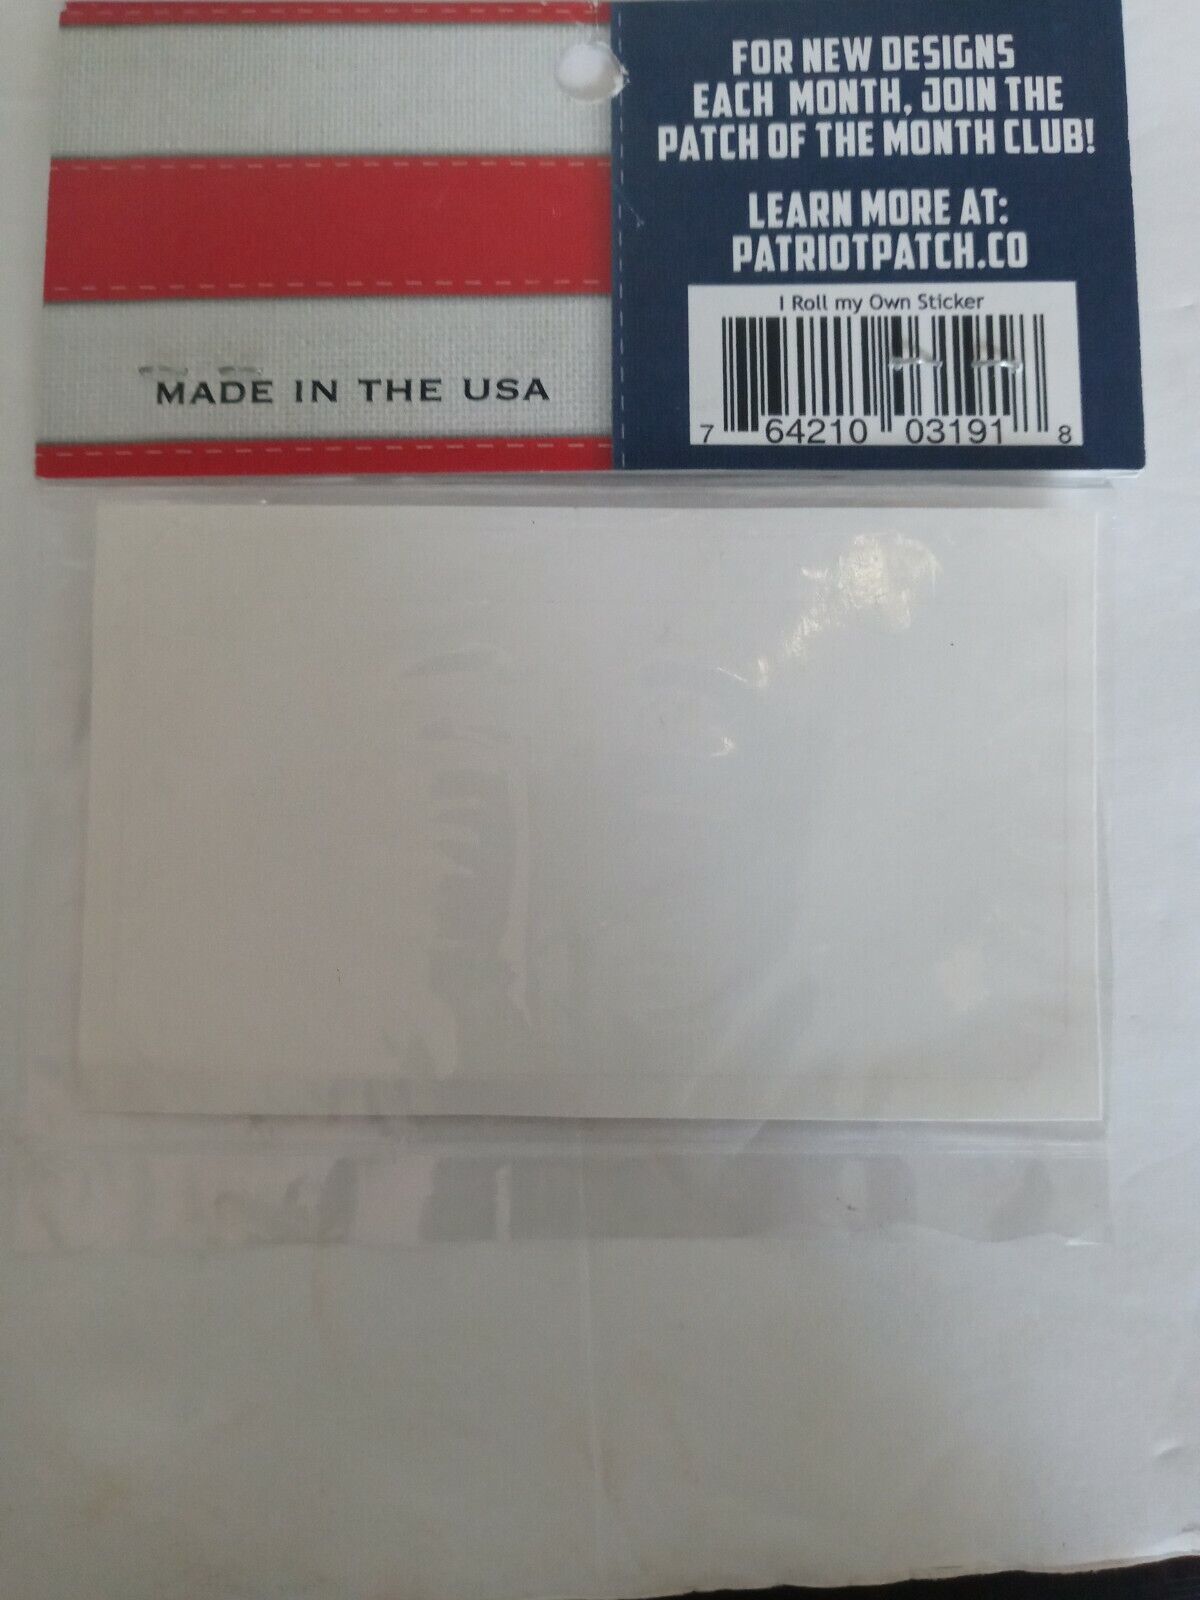 FOR NEW DESIGNS
EACH MONTH, JOIN THE
PATCH OF THE MONTH CLUB!
LEARN MORE AT:
PATRIOTPATCH.CO
I Roll my Own Sticker
7 64210 03191 8
MADE IN THE USA